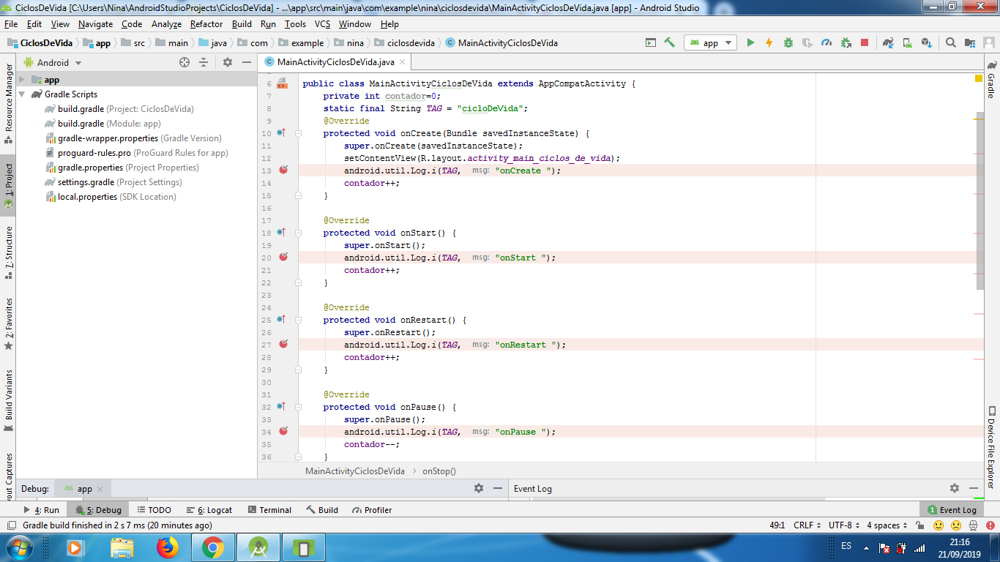 CiclosDeVida [C:\Users\Nina\AndroidStudioProjects\CiclosDeVida] - ...\app\src\main\java\com\example\nina\ciclosdevida\MainActivityCiclosDeVida.java [app] - Android Studio
File Edit View Navigate Code Analyze Refactor Build Run Tools VCS Window Help
CiclosDeVida app src main java com example nina ciclosdevida MainActivityCiclosDeVida app
Resource Manager
1: Project
7: Structure
2: Favorites
Build Variants
Android
app
Gradle Scripts
build.gradle (Project: CiclosDeVida)
build.gradle (Module: app)
gradle-wrapper.properties (Gradle Version)
proguard-rules.pro (ProGuard Rules for app)
gradle.properties (Project Properties)
settings.gradle (Project Settings)
local.properties (SDK Location)
MainActivityCiclosDeVida.java
6 public class MainActivityCiclosDeVida extends AppCompatActivity {
7 private int contador=0;
8 static final String TAG = "cicloDeVida";
9 @Override
10 protected void onCreate(Bundle savedInstanceState) {
11 super.onCreate(savedInstanceState);
12 setContentView(R.layout.activity_main_ciclos_de_vida);
13 android.util.Log.i(TAG, msg: "onCreate ");
14 contador++;
15 }
16
17 @Override
18 protected void onStart() {
19 super.onStart();
20 android.util.Log.i(TAG, msg: "onStart ");
21 contador++;
22 }
23
24 @Override
25 protected void onRestart() {
26 super.onRestart();
27 android.util.Log.i(TAG, msg: "onRestart ");
28 contador++;
29 }
30
31 @Override
32 protected void onPause() {
33 super.onPause();
34 android.util.Log.i(TAG, msg: "onPause ");
35 contador--;
36 }
MainActivityCiclosDeVida onStop()
Gradle
Device File Explorer
Debug: app
Event Log
4: Run 5: Debug TODO 6: Logcat Terminal Build Profiler 1 Event Log
Gradle build finished in 2 s 7 ms (20 minutes ago) 49:1 CRLF UTF-8 4 spaces
ES
21:16
21/09/2019